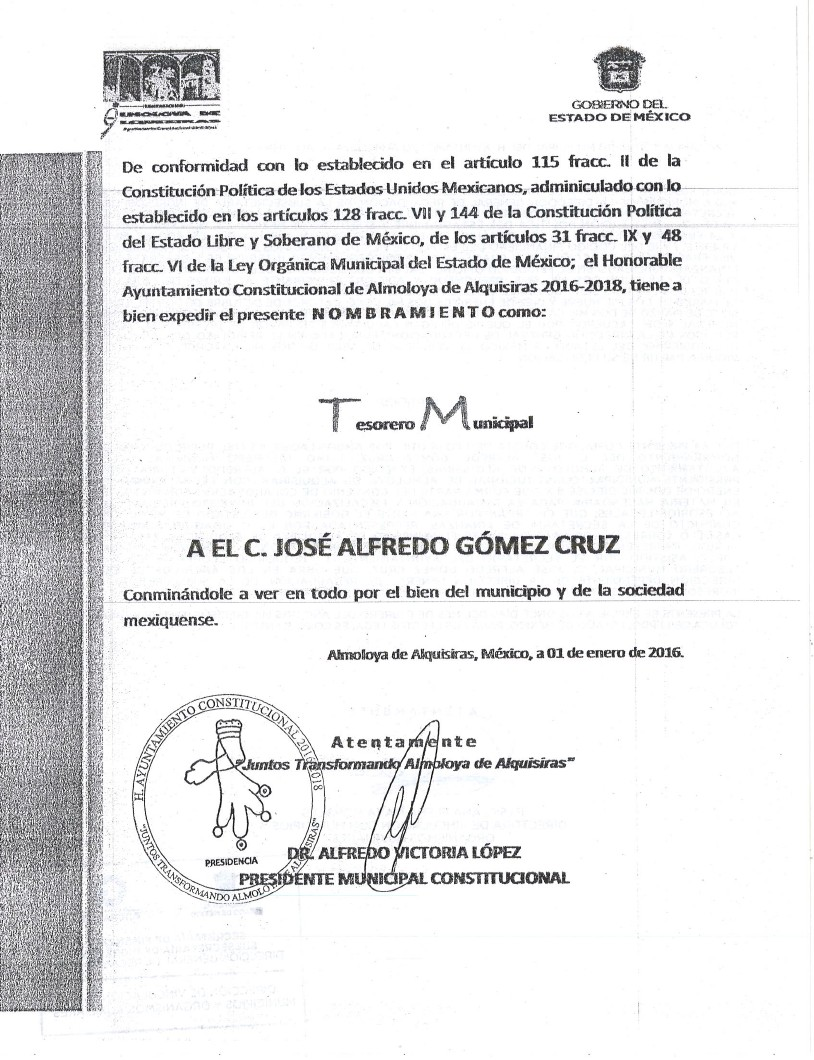 GOBIERNO DEL
ESTADO DE MÉXICO
De conformidad con lo establecido en el artículo 115 fracc. II de la
Constitución Política de los Estados Unidos Mexicanos, adminiculado con lo
establecido en los artículos 128 fracc. VII y 144 de la Constitución Política
del Estado Libre y Soberano de México, de los artículos 31 fracc. IX y 48
fracc. VI de la Ley Orgánica Municipal del Estado de México; el Honorable
Ayuntamiento Constitucional de Almoloya de Alquisiras 2016-2018, tiene a
bien expedir el presente N O M B R A M I E N T O como:
Tesorero Municipal
A EL C. JOSÉ ALFREDO GÓMEZ CRUZ
Conminándole a ver en todo por el bien del municipio y de la sociedad
mexiquense.
Almoloya de Alquisiras, México, a 01 de enero de 2016.
Atentamente
"Juntos Transformando Almoloya de Alquisiras"
H. AYUNTAMIENTO CONSTITUCIONAL 2016-2018
"JUNTOS TRANSFORMANDO ALMOLOYA DE ALQUISIRAS"
PRESIDENCIA
DR. ALFREDO VICTORIA LÓPEZ
PRESIDENTE MUNICIPAL CONSTITUCIONAL